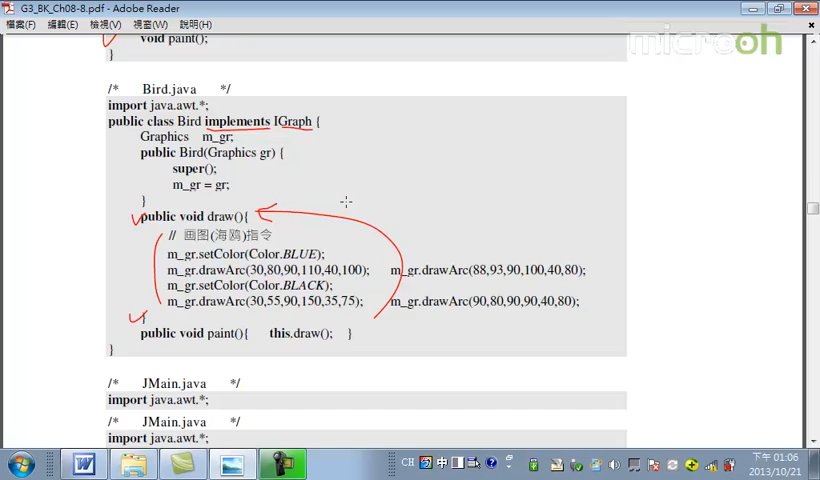 G3_BK_Ch08-8.pdf - Adobe Reader
檔案(F) 編輯(E) 檢視(V) 視窗(W) 說明(H)
microoh
void paint();
}
/* Bird.java */
import java.awt.*;
public class Bird implements IGraph {
Graphics m_gr;
public Bird(Graphics gr) {
super();
m_gr = gr;
}
public void draw(){
// 画图(海鸥)指令
m_gr.setColor(Color.BLUE);
m_gr.drawArc(30,80,90,110,40,100); m_gr.drawArc(88,93,90,100,40,80);
m_gr.setColor(Color.BLACK);
m_gr.drawArc(30,55,90,150,35,75); m_gr.drawArc(90,80,90,90,40,80);
}
public void paint(){ this.draw(); }
}
/* JMain.java */
import java.awt.*;
/* JMain.java */
import java.awt.*;
CH 中
下午 01:06
2013/10/21